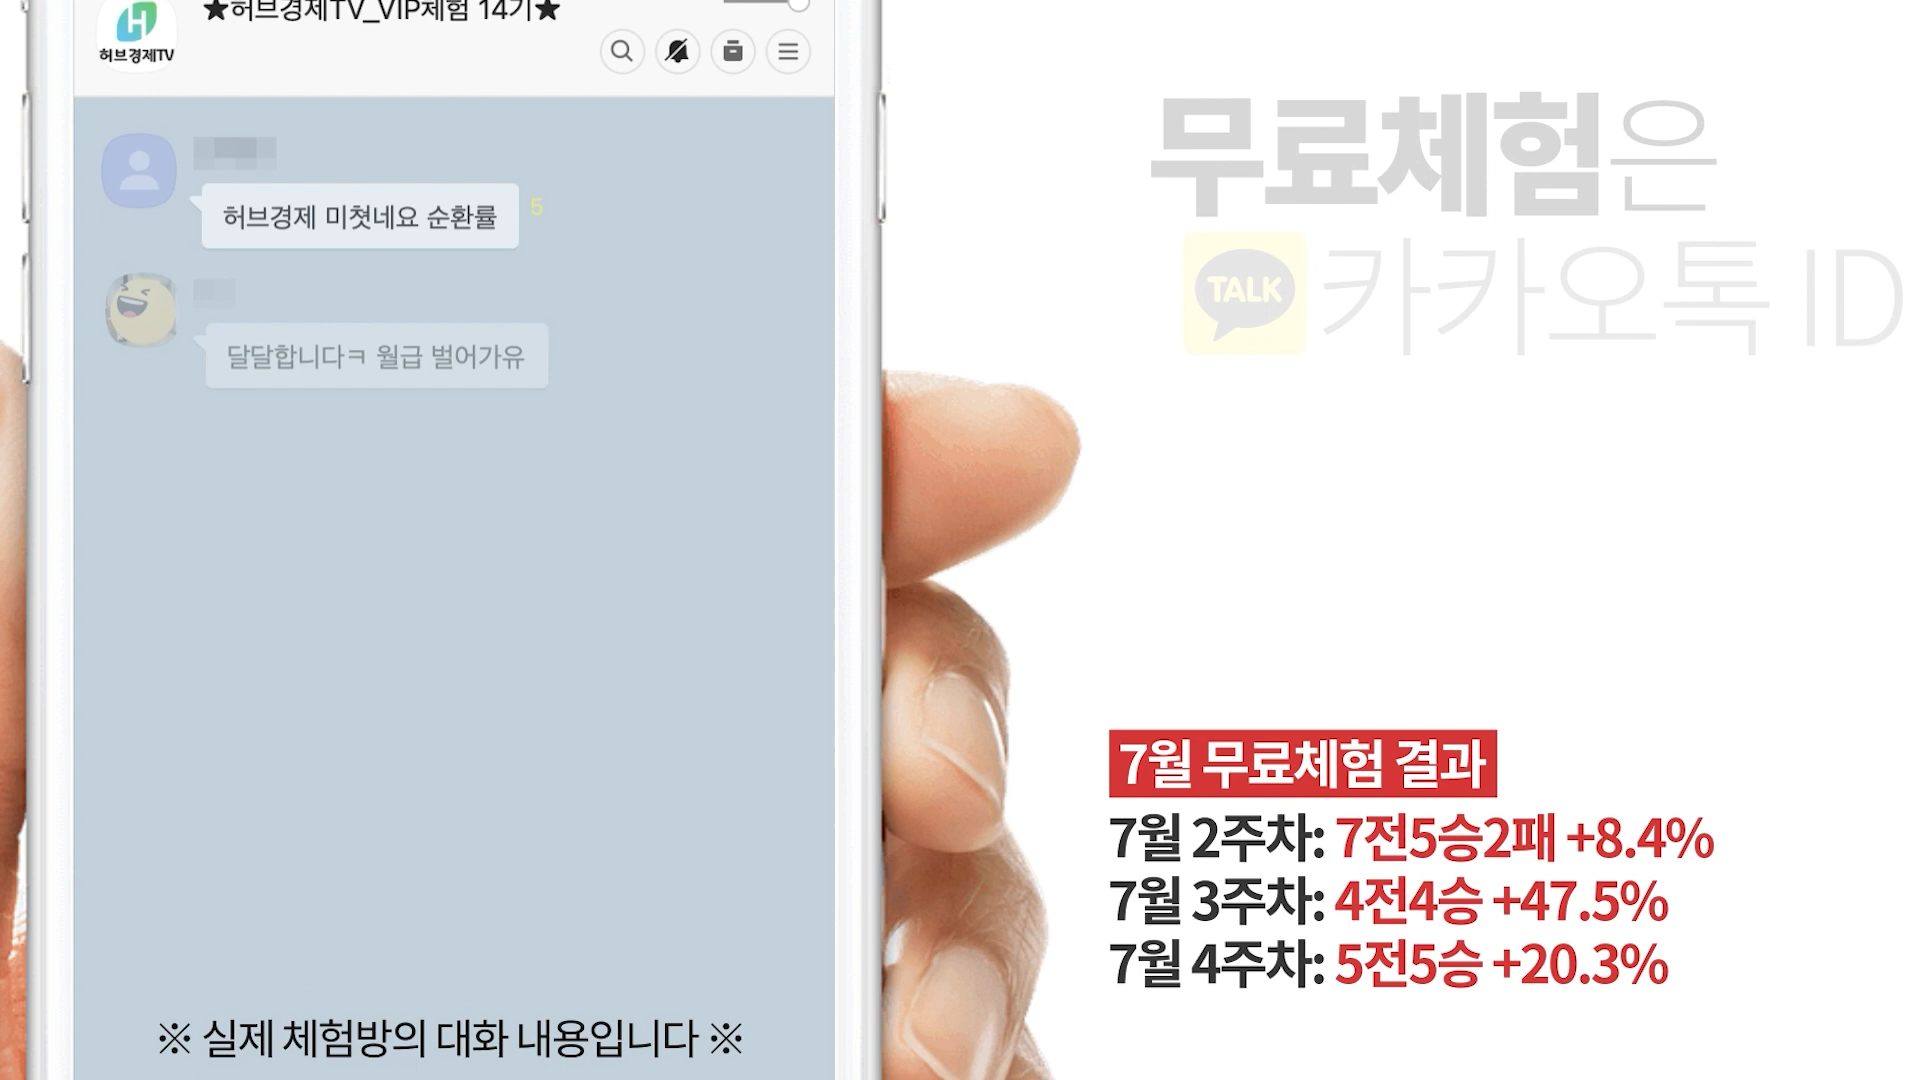 ★허브경제TV_VIP체험 14기★
허브경제TV
허브경제 미쳣네요 순환률
5
달달합니다ㅋ 월급 벌어가유
※ 실제 체험방의 대화 내용입니다 ※
무료체험은
TALK 카카오톡 ID
7월 무료체험 결과
7월 2주차: 7전5승2패 +8.4%
7월 3주차: 4전4승 +47.5%
7월 4주차: 5전5승 +20.3%